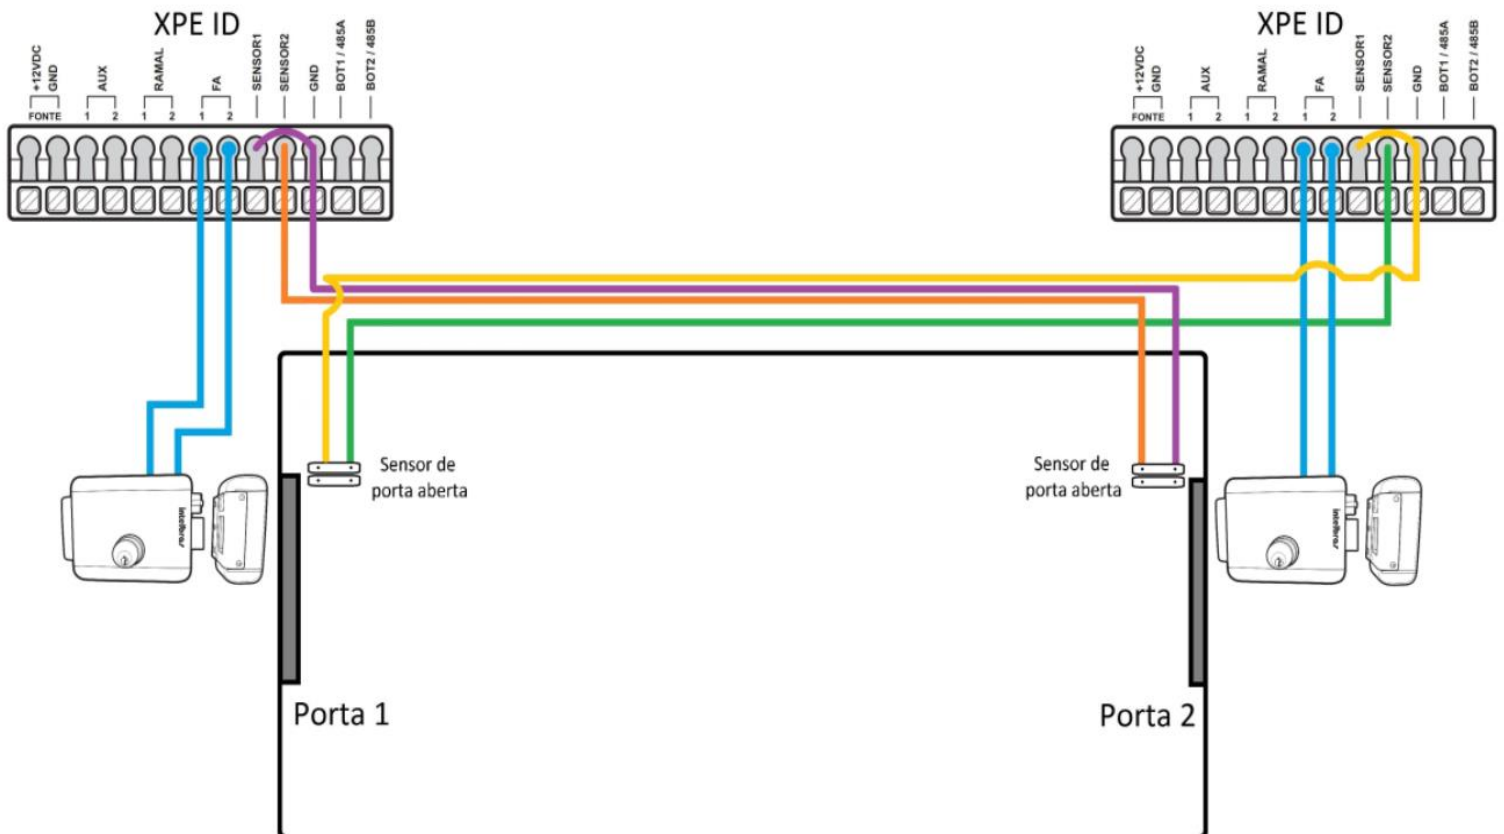 XPE ID
+12VDC
GND
AUX
RAMAL
FA
SENSOR1
SENSOR2
GND
BOT1 / 485A
BOT2 / 485B
FONTE 1 2 1 2 1 2
XPE ID
+12VDC
GND
AUX
RAMAL
FA
SENSOR1
SENSOR2
GND
BOT1 / 485A
BOT2 / 485B
FONTE 1 2 1 2 1 2
Sensor de
porta aberta
Sensor de
porta aberta
intelbras
intelbras
Porta 1
Porta 2